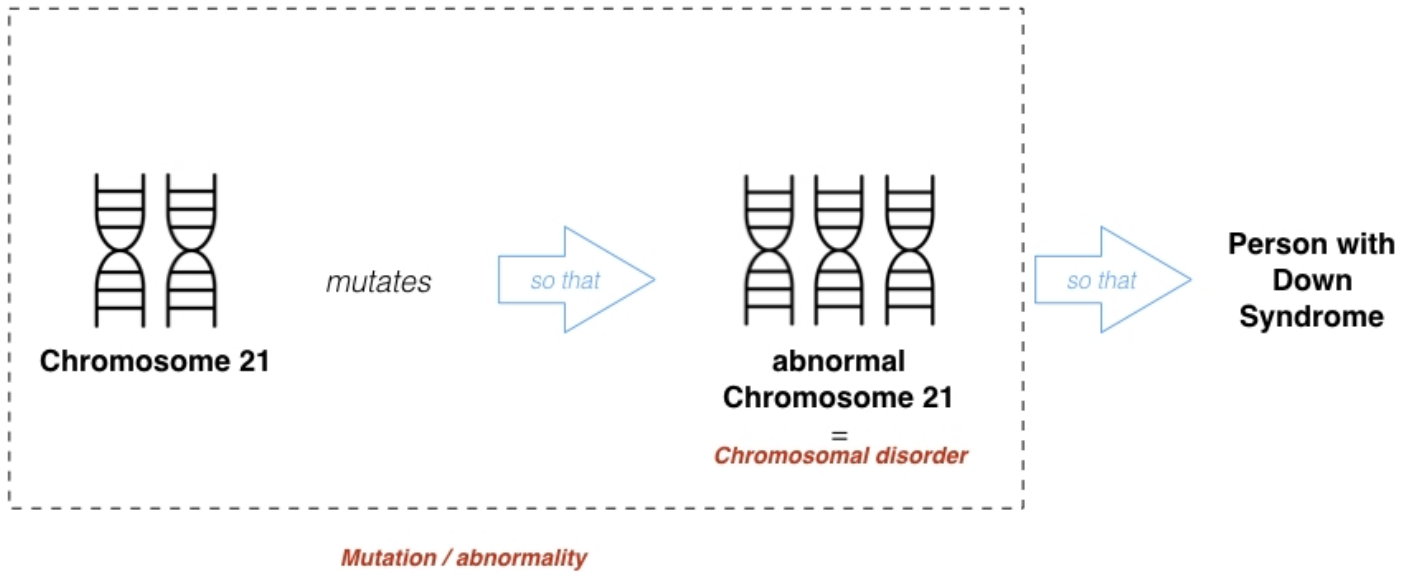 mutates
so that
so that
Person with
Down
Syndrome
Chromosome 21
abnormal
Chromosome 21
=
Chromosomal disorder
Mutation / abnormality